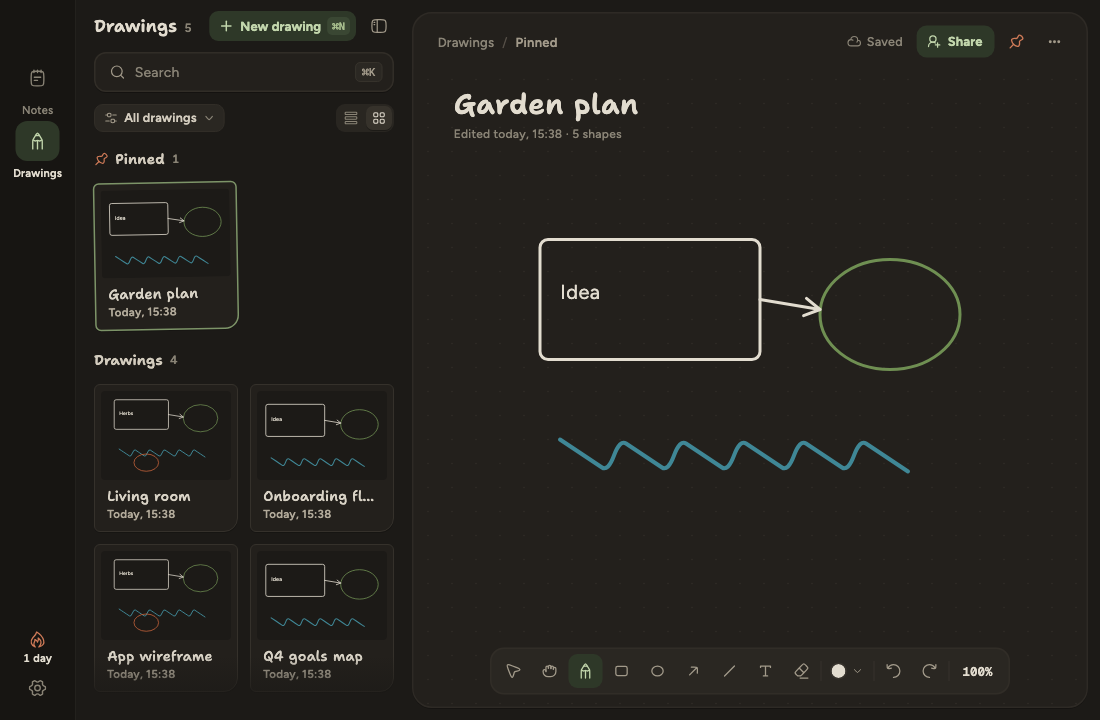 Notes
Drawings
1 day
Drawings 5
New drawing ⌘N
Search ⌘K
All drawings
Pinned 1
Idea
Garden plan
Today, 15:38
Drawings 4
Herbs
Living room
Today, 15:38
Idea
Onboarding fl...
Today, 15:38
Herbs
App wireframe
Today, 15:38
Idea
Q4 goals map
Today, 15:38
Drawings / Pinned
Saved
Share
Garden plan
Edited today, 15:38 · 5 shapes
Idea
T
100%